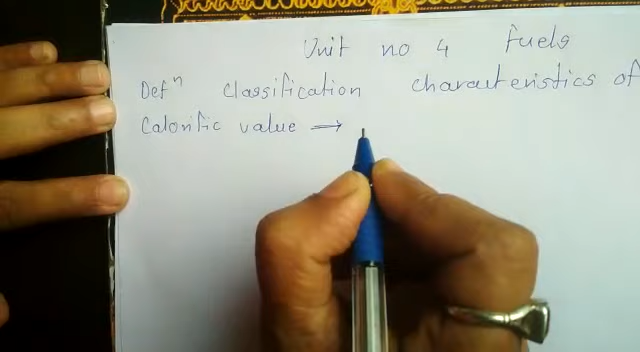 Unit no 4 fuels
Defⁿ classification characteristics of
Calorific value →